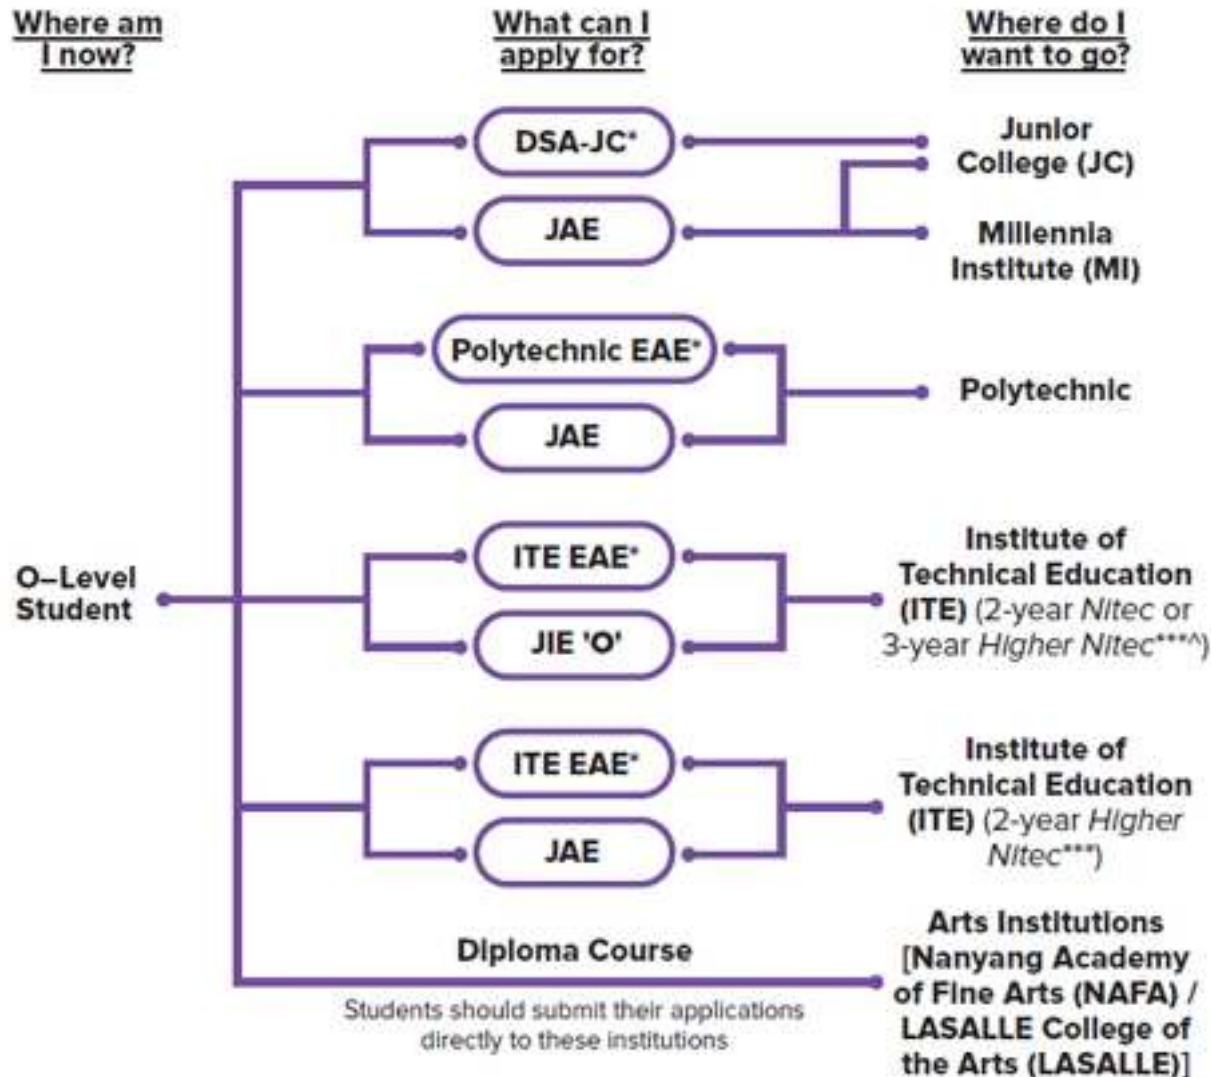 Where am
I now?
What can I
apply for?
Where do I
want to go?
O–Level
Student
DSA-JC*
JAE
Junior
College (JC)
Millennia
Institute (MI)
Polytechnic EAE*
JAE
Polytechnic
ITE EAE*
JIE 'O'
Institute of
Technical Education
(ITE) (2-year Nitec or
3-year Higher Nitec***^)
ITE EAE*
JAE
Institute of
Technical Education
(ITE) (2-year Higher
Nitec***)
Diploma Course
Students should submit their applications
directly to these institutions
Arts Institutions
[Nanyang Academy
of Fine Arts (NAFA) /
LASALLE College of
the Arts (LASALLE)]